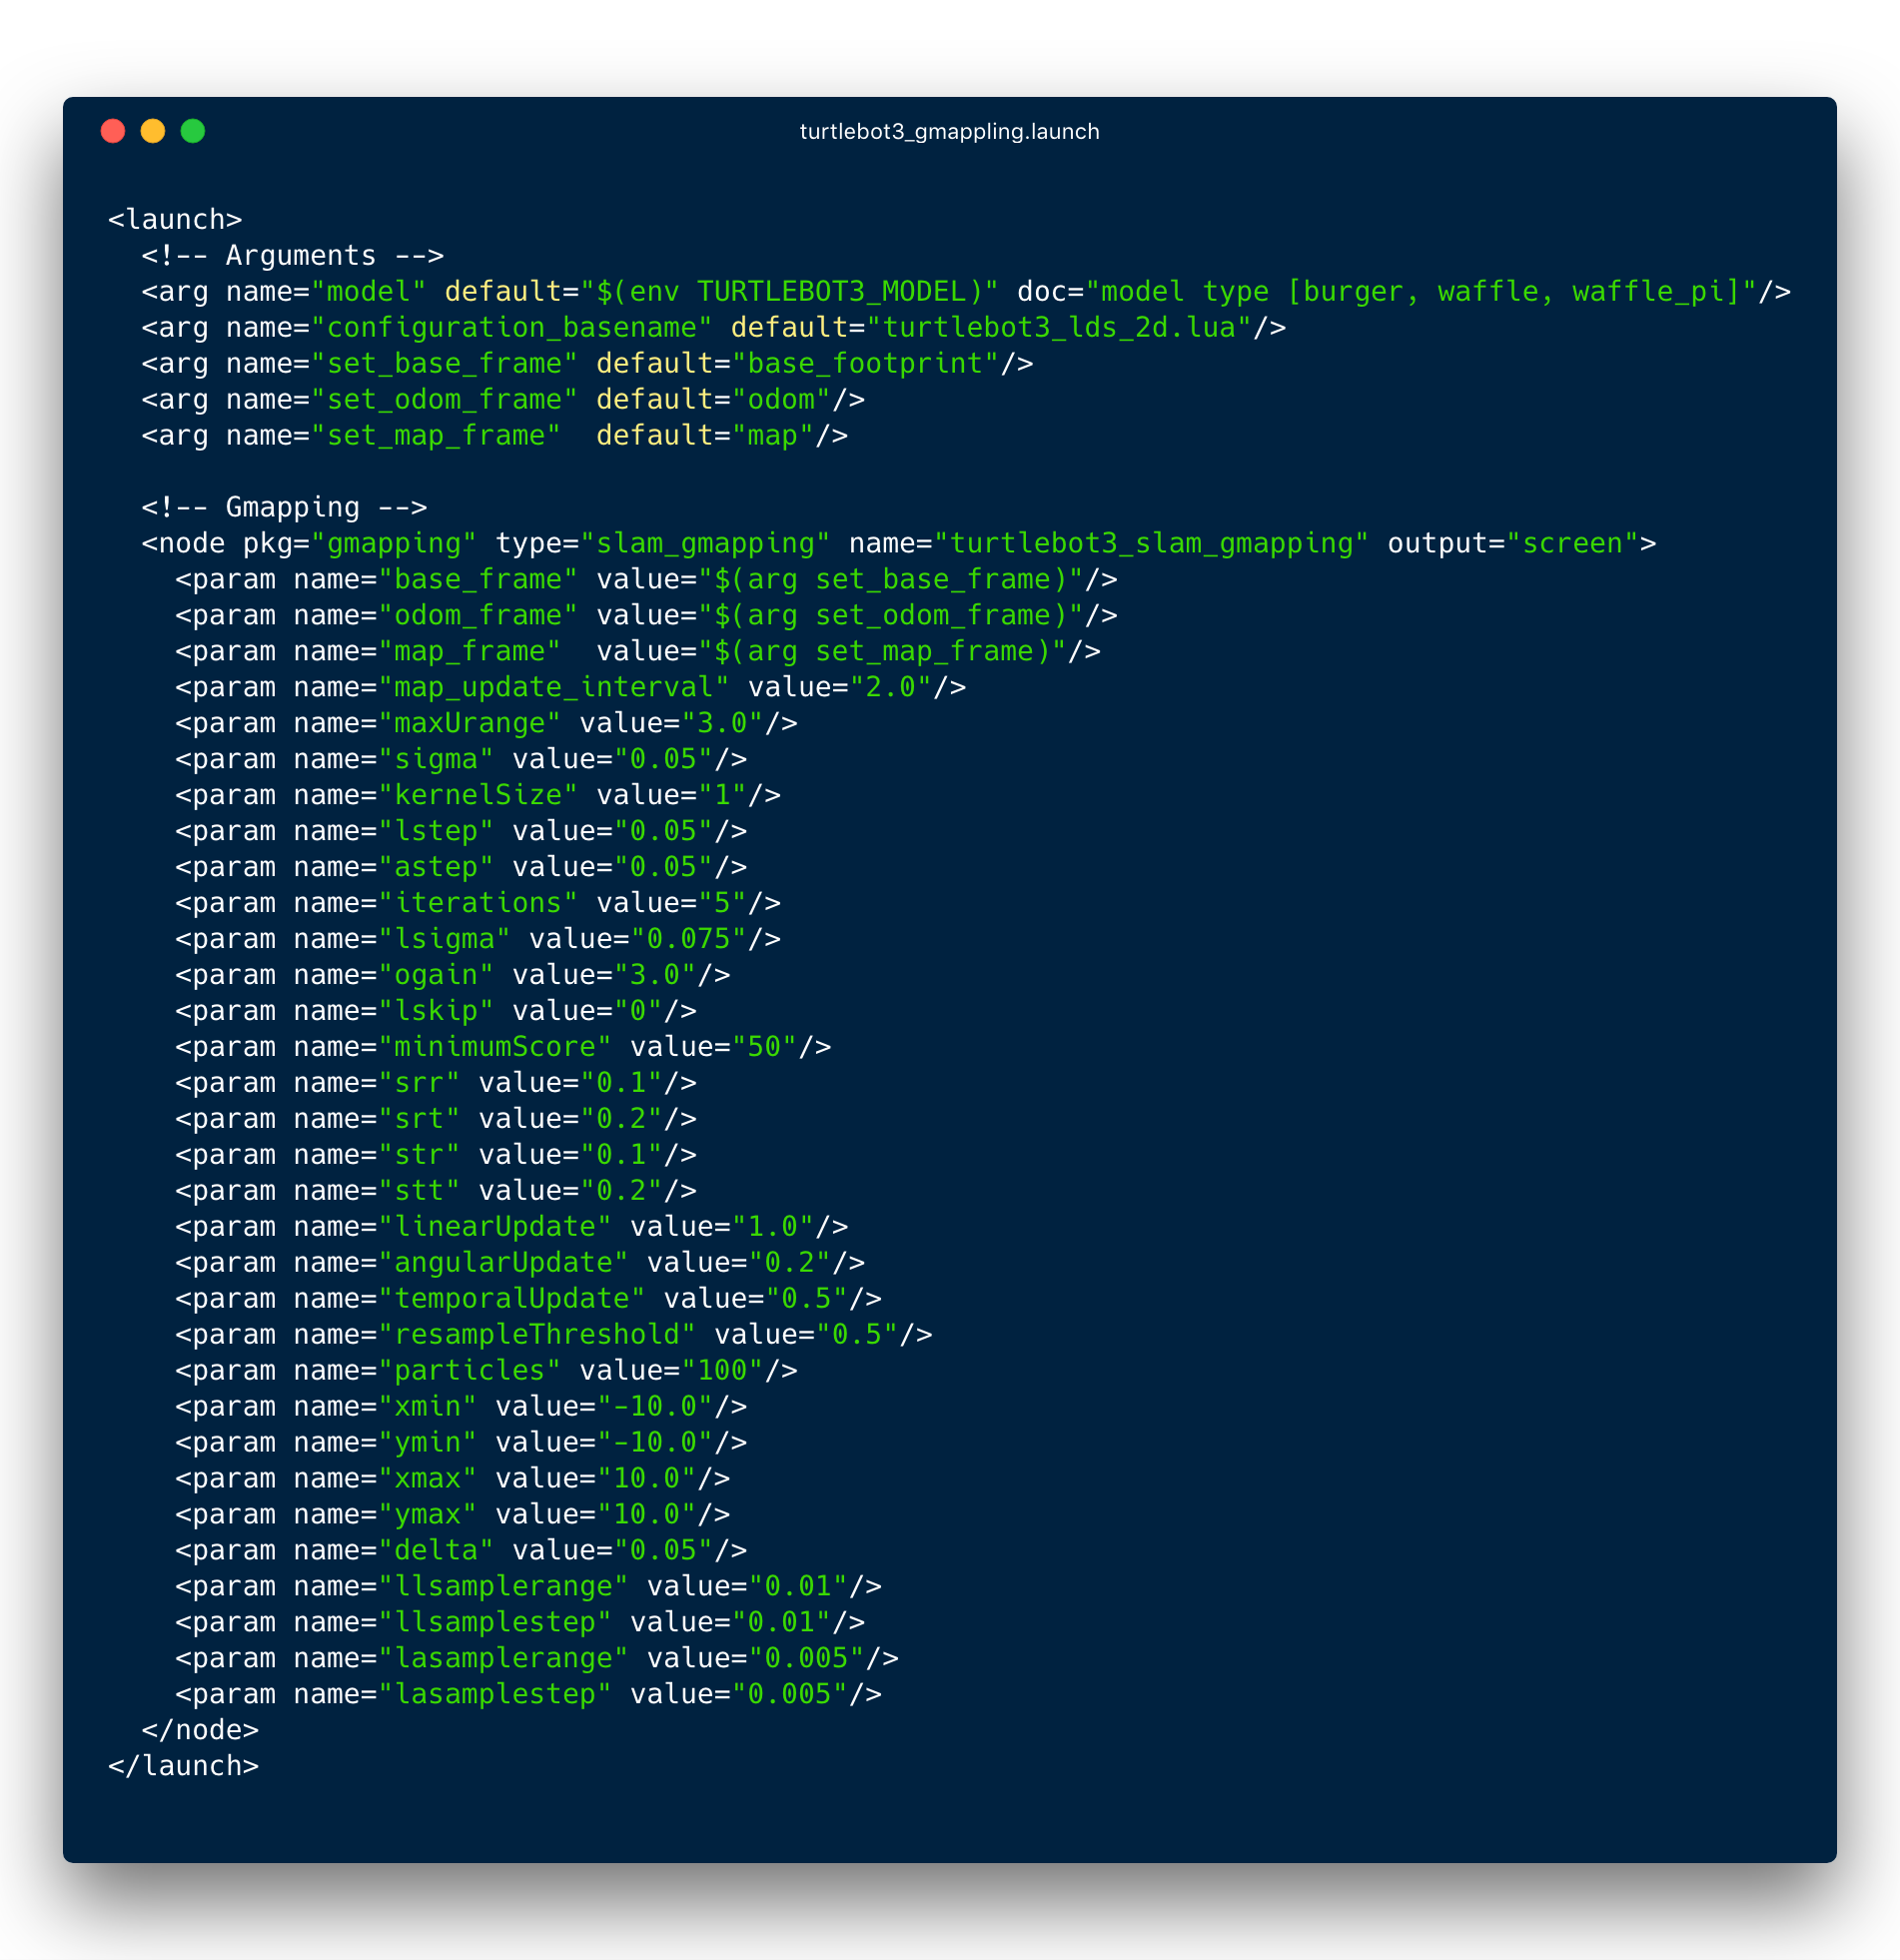 turtlebot3_gmappling.launch
<launch>
  <!-- Arguments -->
  <arg name="model" default="$(env TURTLEBOT3_MODEL)" doc="model type [burger, waffle, waffle_pi]"/>
  <arg name="configuration_basename" default="turtlebot3_lds_2d.lua"/>
  <arg name="set_base_frame" default="base_footprint"/>
  <arg name="set_odom_frame" default="odom"/>
  <arg name="set_map_frame"  default="map"/>

  <!-- Gmapping -->
  <node pkg="gmapping" type="slam_gmapping" name="turtlebot3_slam_gmapping" output="screen">
    <param name="base_frame" value="$(arg set_base_frame)"/>
    <param name="odom_frame" value="$(arg set_odom_frame)"/>
    <param name="map_frame"  value="$(arg set_map_frame)"/>
    <param name="map_update_interval" value="2.0"/>
    <param name="maxUrange" value="3.0"/>
    <param name="sigma" value="0.05"/>
    <param name="kernelSize" value="1"/>
    <param name="lstep" value="0.05"/>
    <param name="astep" value="0.05"/>
    <param name="iterations" value="5"/>
    <param name="lsigma" value="0.075"/>
    <param name="ogain" value="3.0"/>
    <param name="lskip" value="0"/>
    <param name="minimumScore" value="50"/>
    <param name="srr" value="0.1"/>
    <param name="srt" value="0.2"/>
    <param name="str" value="0.1"/>
    <param name="stt" value="0.2"/>
    <param name="linearUpdate" value="1.0"/>
    <param name="angularUpdate" value="0.2"/>
    <param name="temporalUpdate" value="0.5"/>
    <param name="resampleThreshold" value="0.5"/>
    <param name="particles" value="100"/>
    <param name="xmin" value="-10.0"/>
    <param name="ymin" value="-10.0"/>
    <param name="xmax" value="10.0"/>
    <param name="ymax" value="10.0"/>
    <param name="delta" value="0.05"/>
    <param name="llsamplerange" value="0.01"/>
    <param name="llsamplestep" value="0.01"/>
    <param name="lasamplerange" value="0.005"/>
    <param name="lasamplestep" value="0.005"/>
  </node>
</launch>